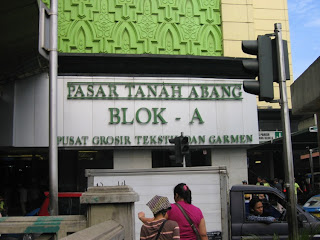 PASAR TANAH ABANG
BLOK - A
PUSAT GROSIR TEKSTIL DAN GARMEN